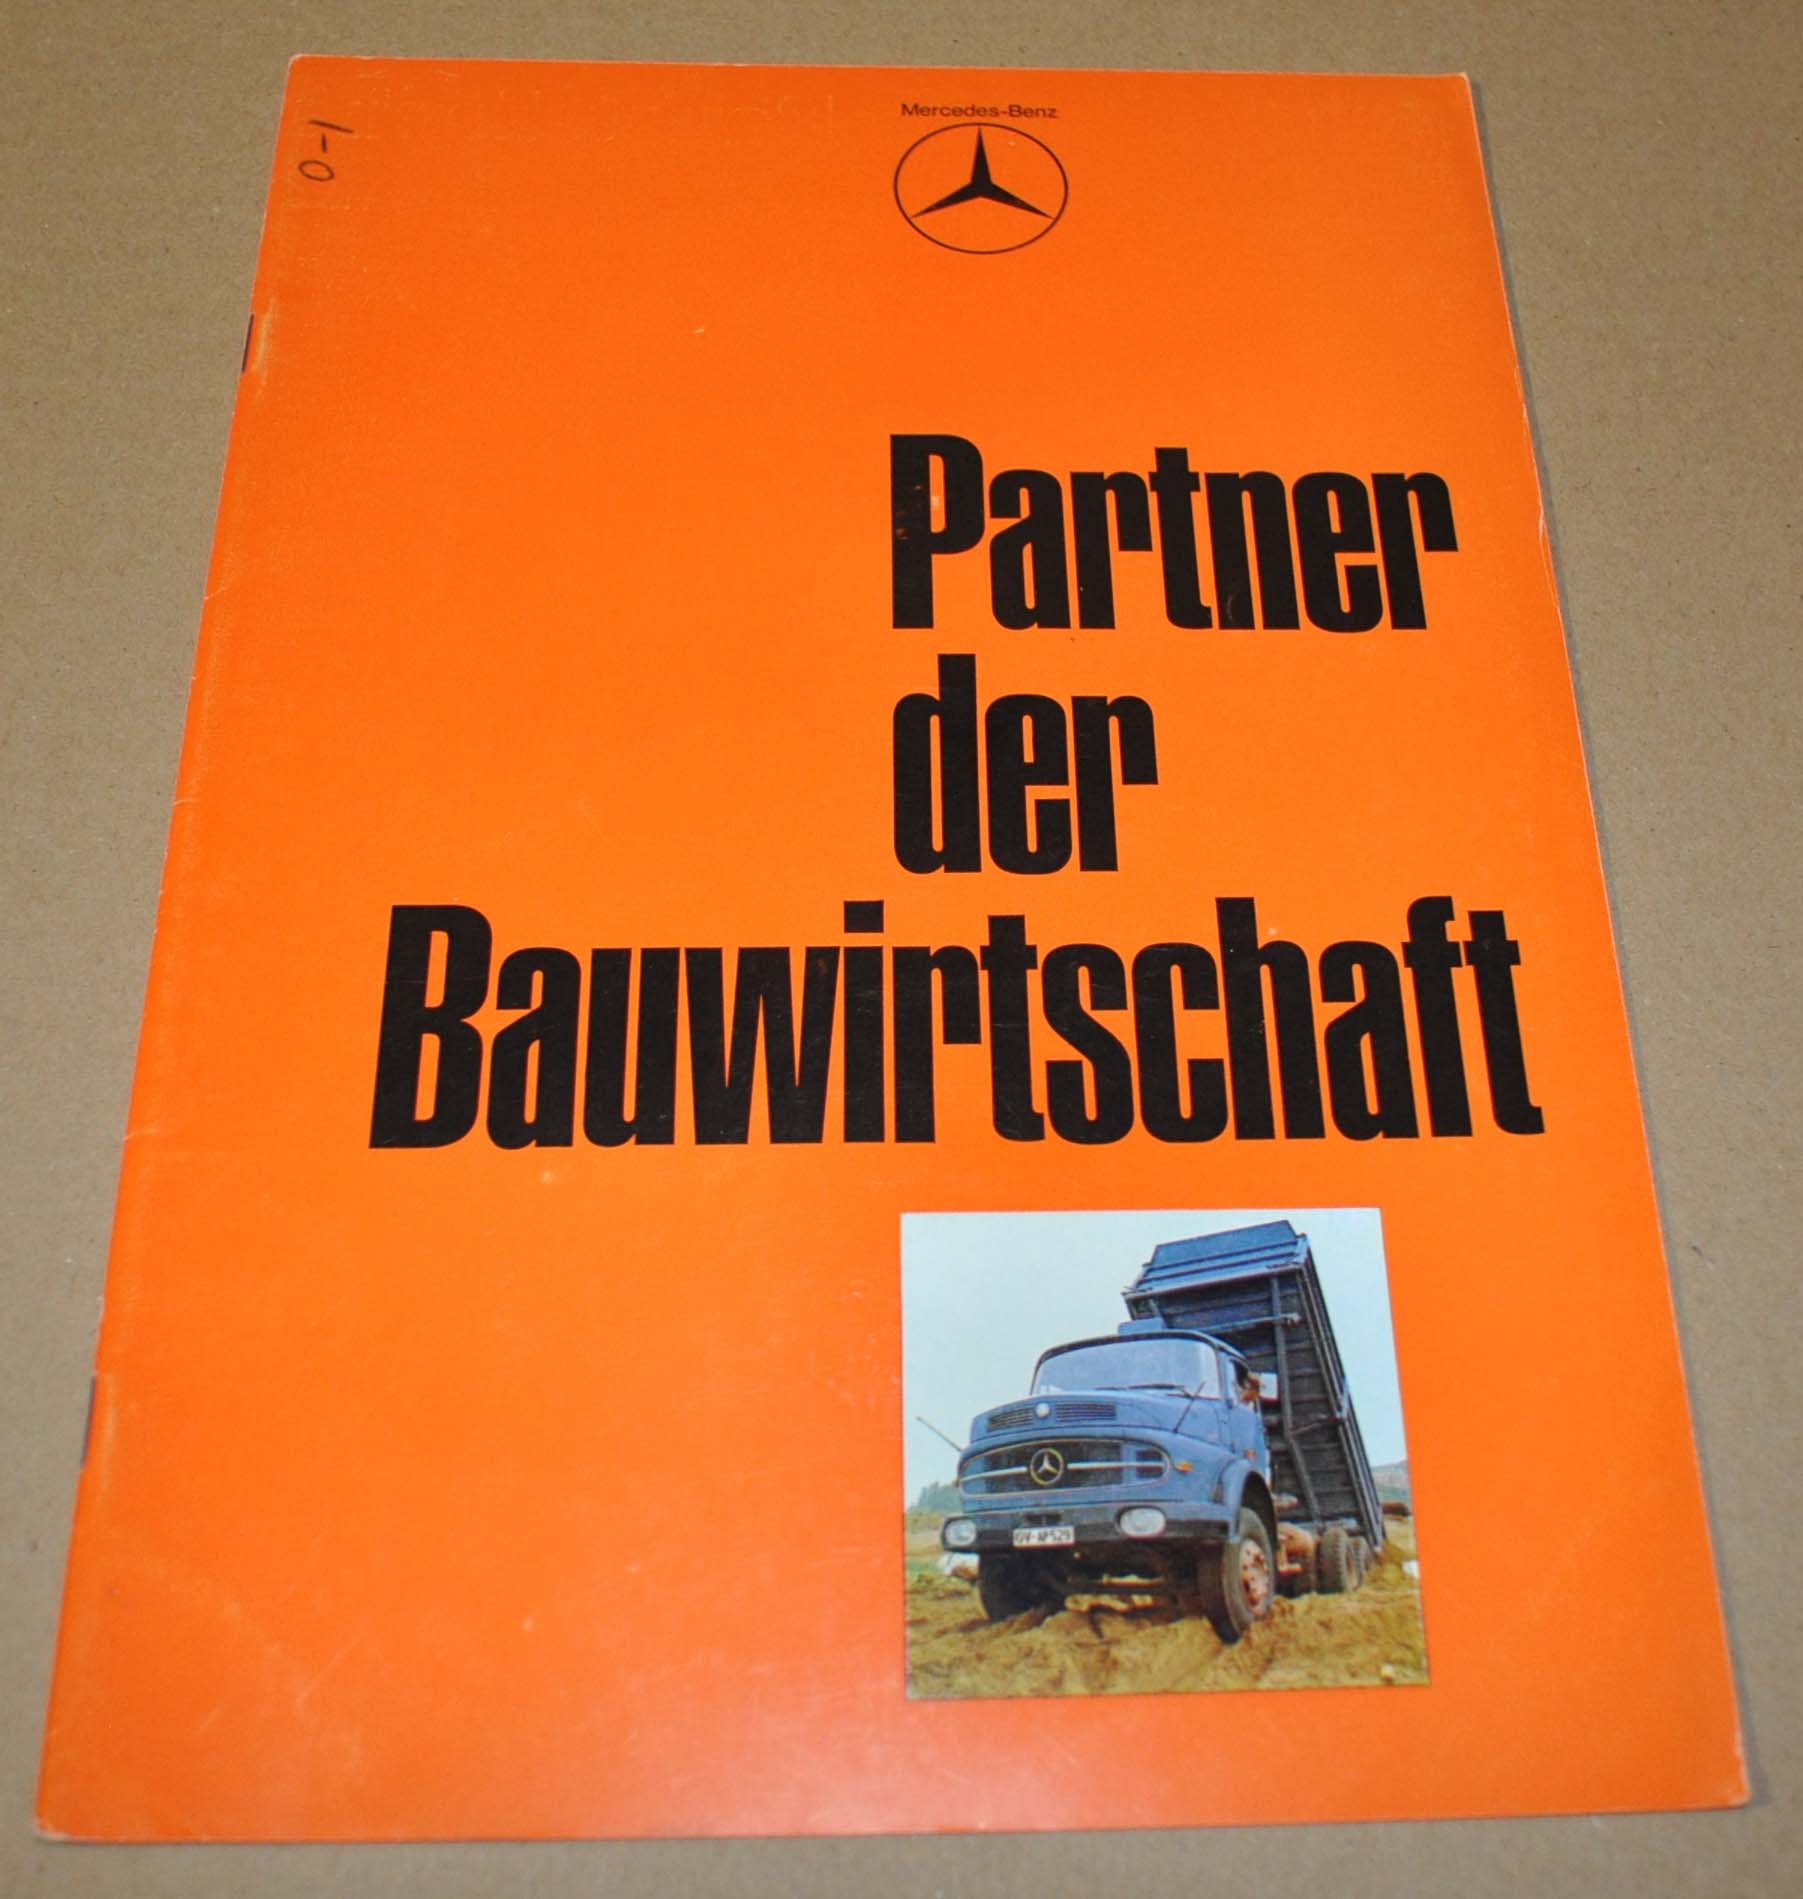 0-1
Mercedes-Benz
Partner
der
Bauwirtschaft